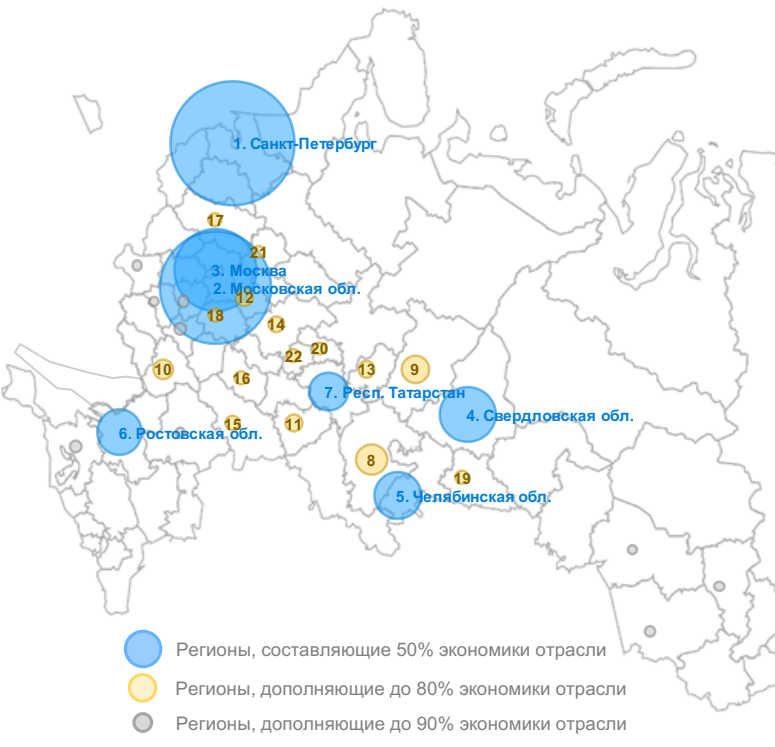 1. Санкт-Петербург
17
21
3. Москва
2. Московская обл.
12
18
14
20
22
10
13
9
16
7. Респ. Татарстан
4. Свердловская обл.
15
11
6. Ростовская обл.
8
19
5. Челябинская обл.
Регионы, составляющие 50% экономики отрасли
Регионы, дополняющие до 80% экономики отрасли
Регионы, дополняющие до 90% экономики отрасли